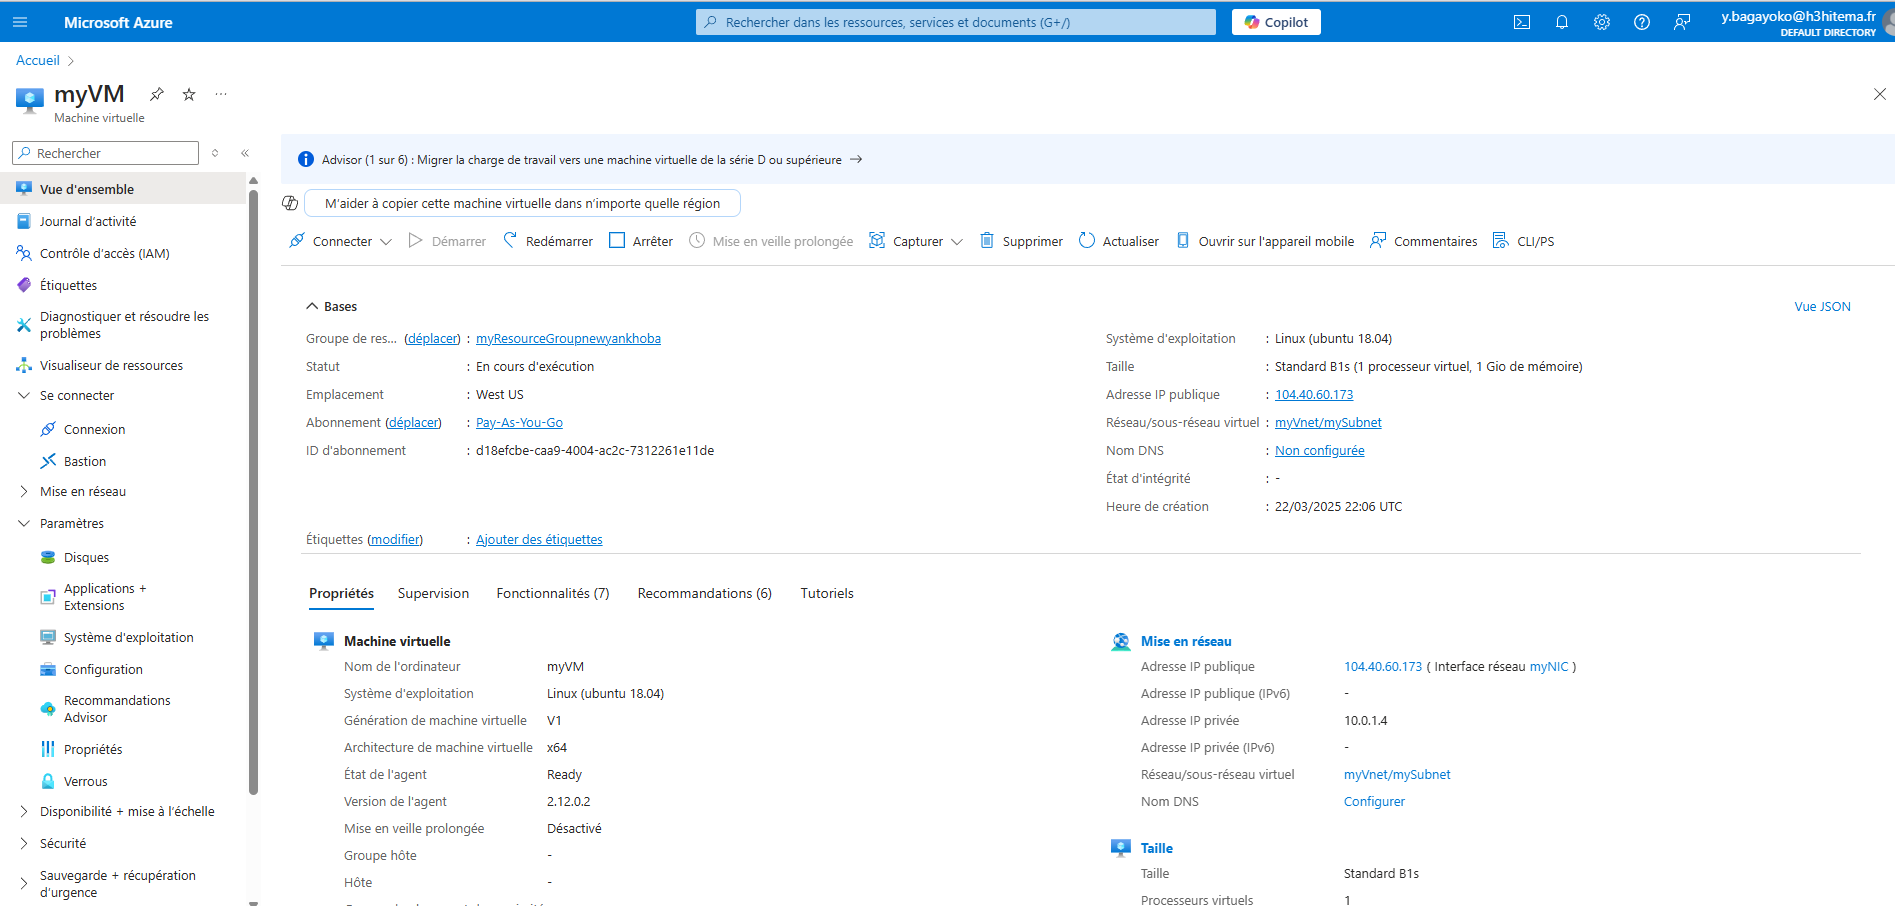 Microsoft Azure
Rechercher dans les ressources, services et documents (G+/)
Copilot
y.bagayoko@h3hitema.fr
DEFAULT DIRECTORY
Accueil
myVM
Machine virtuelle
Rechercher
Vue d'ensemble
Journal d'activité
Contrôle d'accès (IAM)
Étiquettes
Diagnostiquer et résoudre les
problèmes
Visualiseur de ressources
Se connecter
Connexion
Bastion
Mise en réseau
Paramètres
Disques
Applications +
Extensions
Système d'exploitation
Configuration
Recommandations
Advisor
Propriétés
Verrous
Disponibilité + mise à l'échelle
Sécurité
Sauvegarde + récupération
d'urgence
Advisor (1 sur 6) : Migrer la charge de travail vers une machine virtuelle de la série D ou supérieure →
M'aider à copier cette machine virtuelle dans n'importe quelle région
Connecter Démarrer Redémarrer Arrêter Mise en veille prolongée Capturer Supprimer Actualiser Ouvrir sur l'appareil mobile Commentaires CLI/PS
Bases
Vue JSON
Groupe de res... (déplacer) : myResourceGroupnewyankhoba
Statut : En cours d'exécution
Emplacement : West US
Abonnement (déplacer) : Pay-As-You-Go
ID d'abonnement : d18efcbe-caa9-4004-ac2c-7312261e11de
Système d'exploitation : Linux (ubuntu 18.04)
Taille : Standard B1s (1 processeur virtuel, 1 Gio de mémoire)
Adresse IP publique : 104.40.60.173
Réseau/sous-réseau virtuel : myVnet/mySubnet
Nom DNS : Non configurée
État d'intégrité : -
Heure de création : 22/03/2025 22:06 UTC
Étiquettes (modifier) : Ajouter des étiquettes
Propriétés Supervision Fonctionnalités (7) Recommandations (6) Tutoriels
Machine virtuelle
Nom de l'ordinateur myVM
Système d'exploitation Linux (ubuntu 18.04)
Génération de machine virtuelle V1
Architecture de machine virtuelle x64
État de l'agent Ready
Version de l'agent 2.12.0.2
Mise en veille prolongée Désactivé
Groupe hôte -
Hôte -
Mise en réseau
Adresse IP publique 104.40.60.173 ( Interface réseau myNIC )
Adresse IP publique (IPv6) -
Adresse IP privée 10.0.1.4
Adresse IP privée (IPv6) -
Réseau/sous-réseau virtuel myVnet/mySubnet
Nom DNS Configurer
Taille
Taille Standard B1s
Processeurs virtuels 1